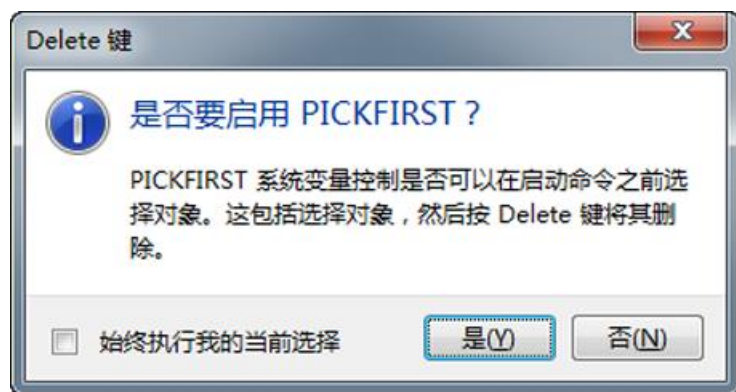 Delete 键
是否要启用 PICKFIRST？
PICKFIRST 系统变量控制是否可以在启动命令之前选
择对象。这包括选择对象，然后按 Delete 键将其删
除。
始终执行我的当前选择 是(Y) 否(N)